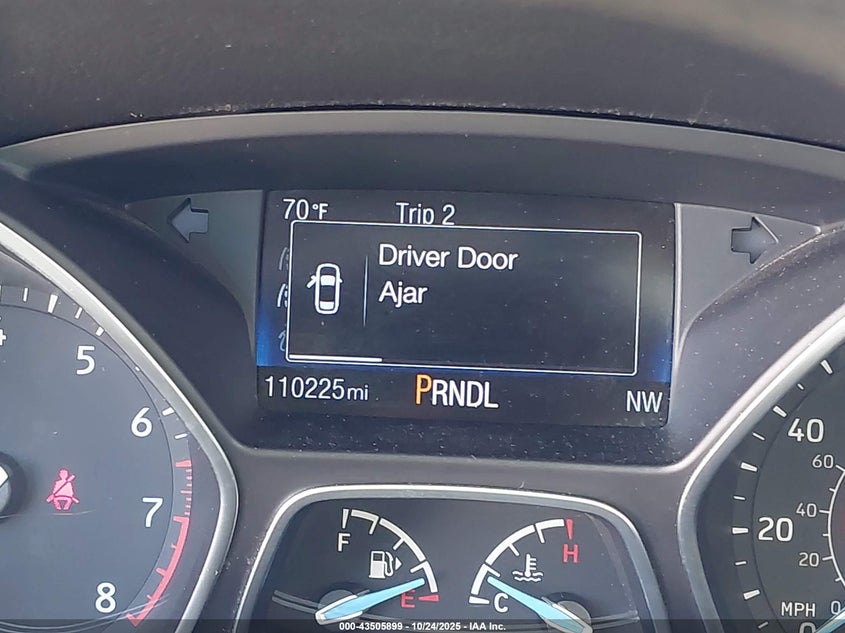 70°F Trip 2
Driver Door
Ajar
110225mi PRNDL NW
5
6
7
8
F
E
H
C
40
60
40
20
20
MPH 0
000-43505899 - 10/24/2025 - IAA Inc.